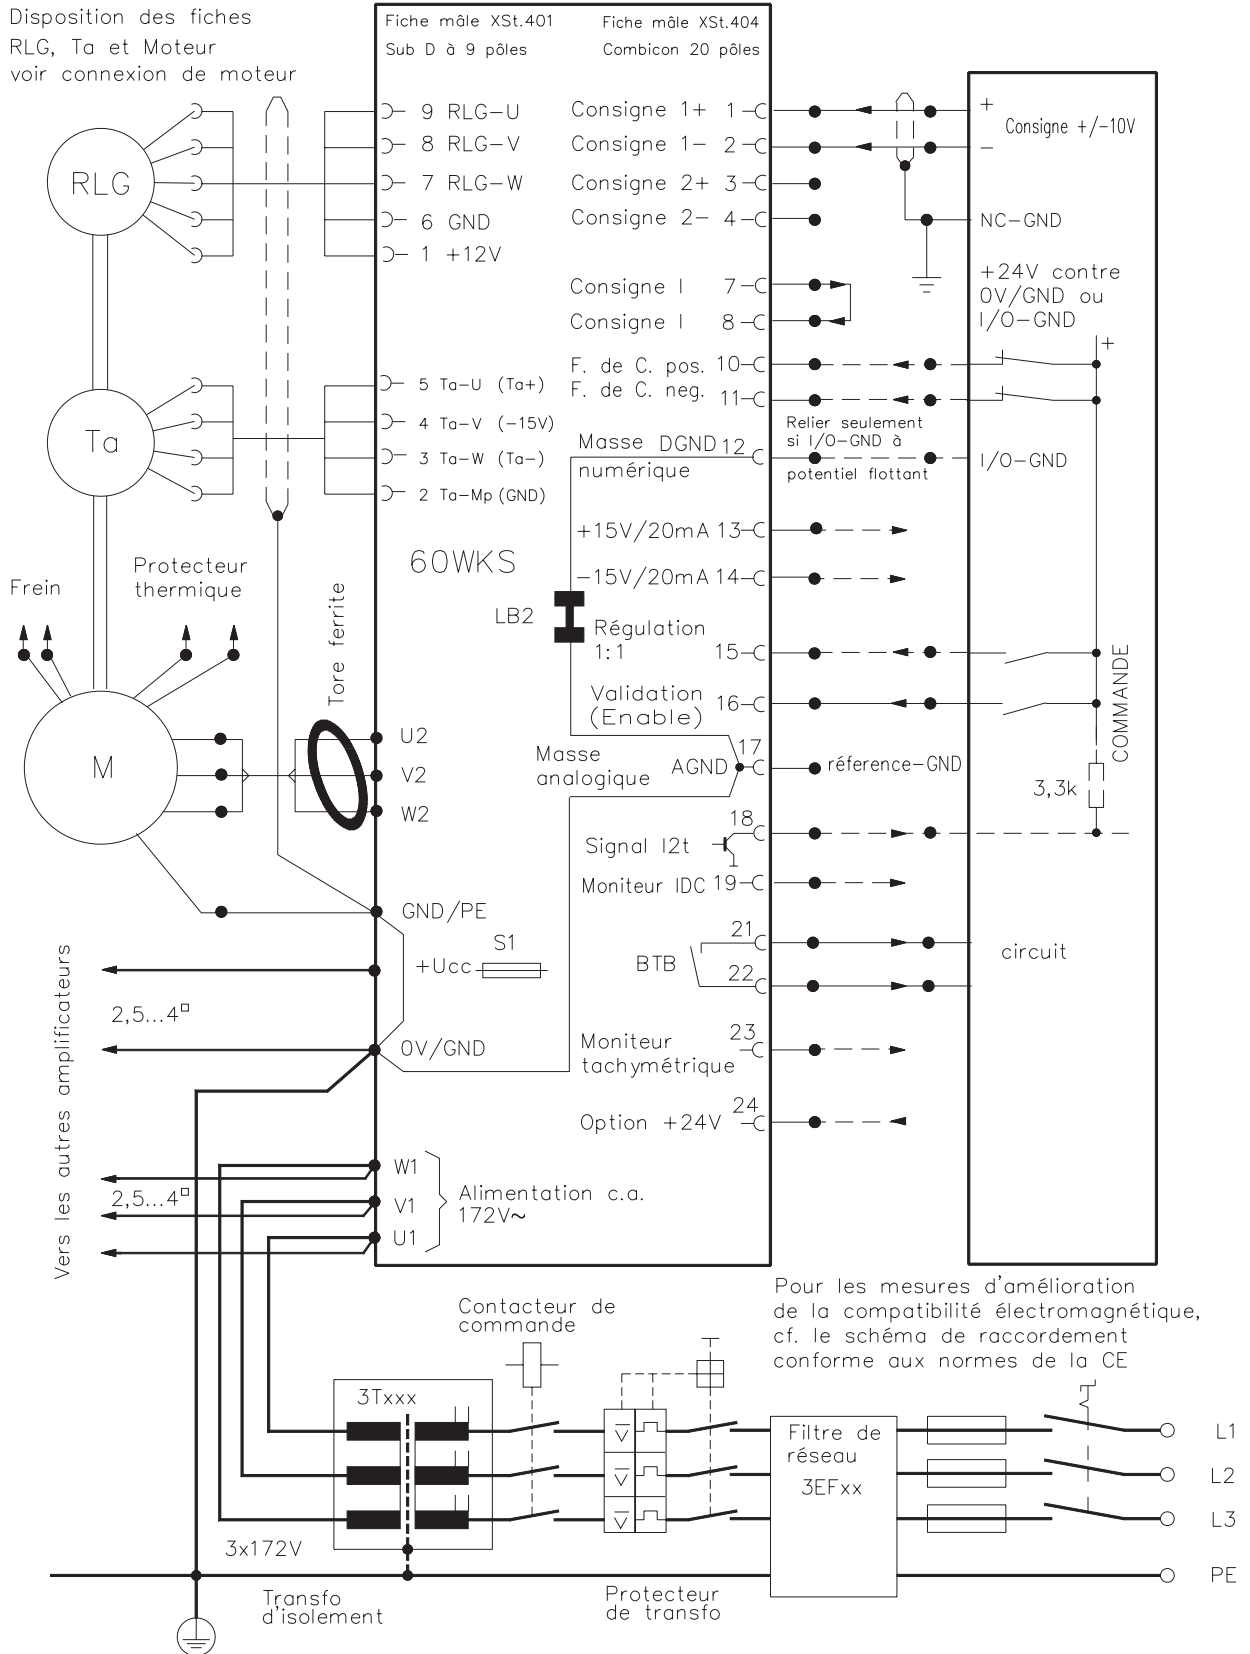 Disposition des fiches
RLG, Ta et Moteur
voir connexion de moteur
Fiche mâle XSt.401
Sub D à 9 pôles
Fiche mâle XSt.404
Combicon 20 pôles
RLG
9 RLG-U
8 RLG-V
7 RLG-W
6 GND
1 +12V
Consigne 1+ 1
Consigne 1- 2
Consigne 2+ 3
Consigne 2- 4
Consigne I 7
Consigne I 8
F. de C. pos. 10
F. de C. neg. 11
+
Consigne +/-10V
-
NC-GND
+24V contre
0V/GND ou
I/O-GND
+
Ta
5 Ta-U (Ta+)
4 Ta-V (-15V)
3 Ta-W (Ta-)
2 Ta-Mp (GND)
Masse DGND 12
numérique
Relier seulement
si I/O-GND à
potentiel flottant
I/O-GND
+15V/20mA 13
-15V/20mA 14
60WKS
LB2
Régulation
1:1
15
Validation
(Enable)
16
COMMANDE
Frein
Protecteur
thermique
Tore ferrite
M
U2
V2
W2
Masse
analogique
AGND
17
réference-GND
3,3k
Signal I2t
18
Moniteur IDC 19
GND/PE
+Ucc
S1
BTB
21
22
circuit
0V/GND
Moniteur
tachymétrique
23
Option +24V
24
Vers les autres amplificateurs
2,5...4□
2,5...4□
W1
V1
U1
Alimentation c.a.
172V~
Pour les mesures d'amélioration
de la compatibilité électromagnétique,
cf. le schéma de raccordement
conforme aux normes de la CE
Contacteur de
commande
3Txxx
3x172V
Transfo
d'isolement
Protecteur
de transfo
Filtre de
réseau
3EFxx
L1
L2
L3
PE